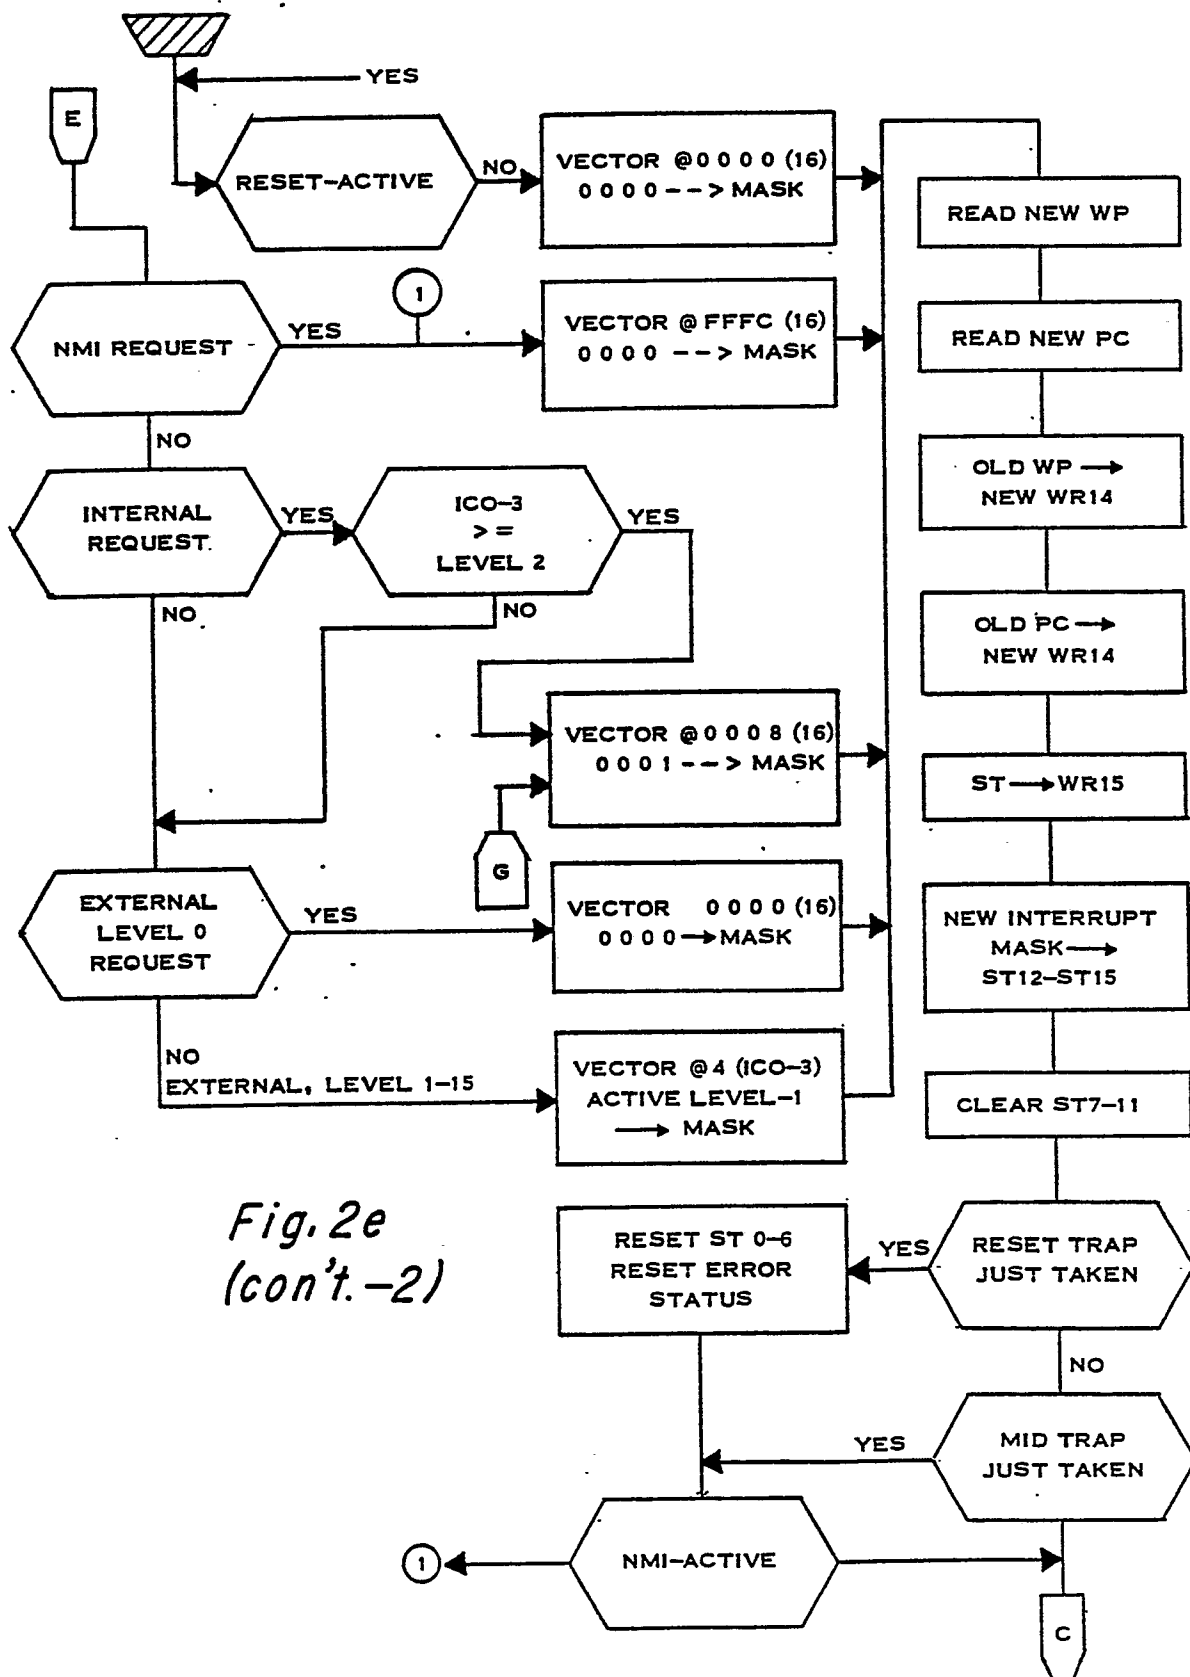 YES
E
RESET-ACTIVE
NO
VECTOR @0000 (16)
0000--> MASK
READ NEW WP
1
NMI REQUEST
YES
VECTOR @ FFFC (16)
0000 --> MASK
READ NEW PC
NO
OLD WP →
NEW WR14
INTERNAL
REQUEST
YES
ICO-3
>=
LEVEL 2
YES
NO
NO
OLD PC →
NEW WR14
VECTOR @0008 (16)
0001--> MASK
ST → WR15
G
EXTERNAL
LEVEL 0
REQUEST
YES
VECTOR 0000 (16)
0000→MASK
NEW INTERRUPT
MASK →
ST12-ST15
NO
EXTERNAL, LEVEL 1-15
VECTOR @4 (ICO-3)
ACTIVE LEVEL-1
→ MASK
CLEAR ST7-11
Fig. 2e
(con't.-2)
RESET ST 0-6
RESET ERROR
STATUS
YES
RESET TRAP
JUST TAKEN
NO
YES
MID TRAP
JUST TAKEN
1
NMI-ACTIVE
C